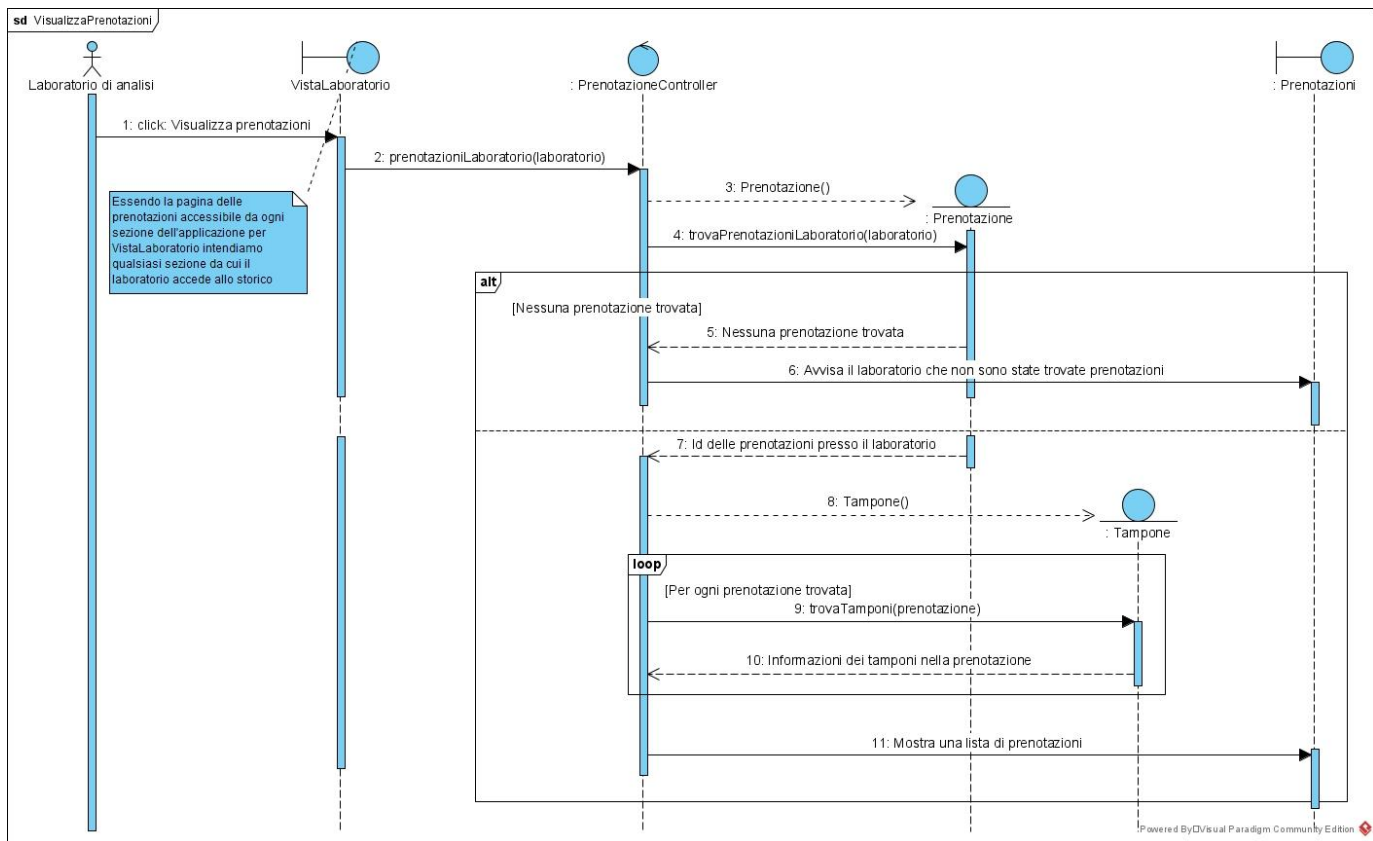 sd VisualizzaPrenotazioni
Laboratorio di analisi
VistaLaboratorio
: PrenotazioneController
: Prenotazioni
1: click: Visualizza prenotazioni
2: prenotazioniLaboratorio(laboratorio)
3: Prenotazione()
Essendo la pagina delle
prenotazioni accessibile da ogni
sezione dell'applicazione per
VistaLaboratorio intendiamo
qualsiasi sezione da cui il
laboratorio accede allo storico
: Prenotazione
4: trovaPrenotazioniLaboratorio(laboratorio)
alt
[Nessuna prenotazione trovata]
5: Nessuna prenotazione trovata
6: Avvisa il laboratorio che non sono state trovate prenotazioni
7: Id delle prenotazioni presso il laboratorio
8: Tampone()
: Tampone
loop
[Per ogni prenotazione trovata]
9: trovaTamponi(prenotazione)
10: Informazioni dei tamponi nella prenotazione
11: Mostra una lista di prenotazioni
Powered By Visual Paradigm Community Edition